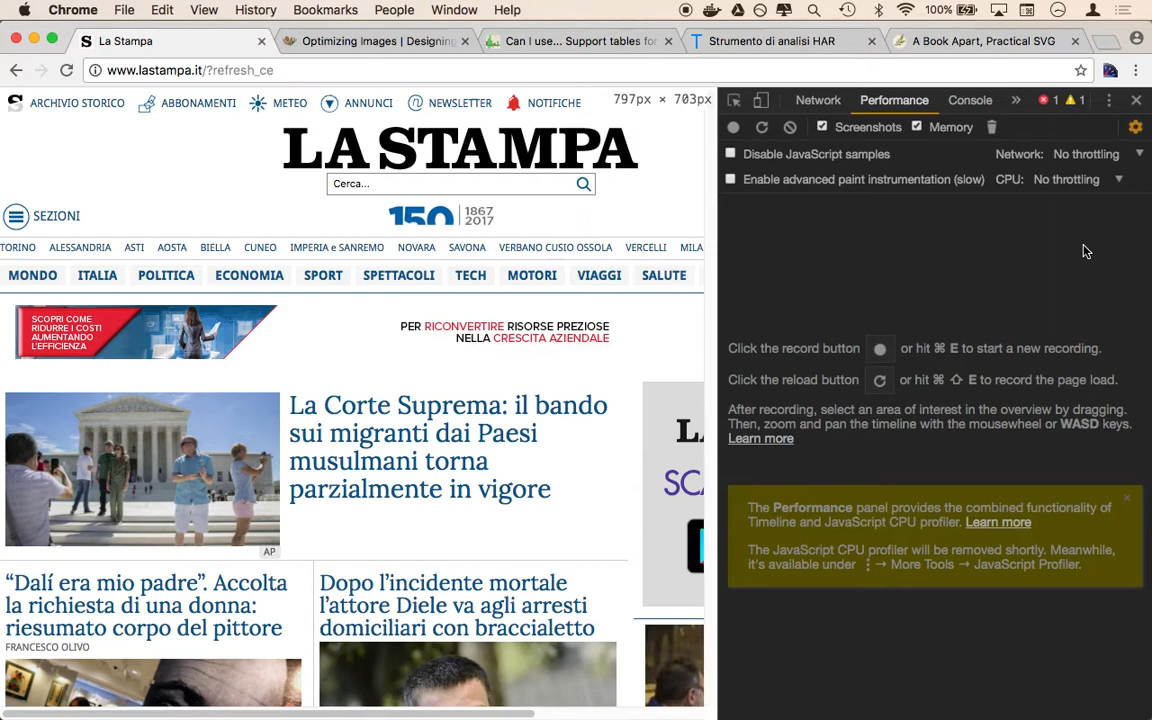 Chrome File Edit View History Bookmarks People Window Help 100%
La Stampa Optimizing Images | Designing Can I use... Support tables for Strumento di analisi HAR A Book Apart, Practical SVG
www.lastampa.it/?refresh_ce
ARCHIVIO STORICO ABBONAMENTI METEO ANNUNCI NEWSLETTER NOTIFICHE
797px × 703px
LA STAMPA
Cerca...
SEZIONI
150 1867
2017
TORINO ALESSANDRIA ASTI AOSTA BIELLA CUNEO IMPERIA e SANREMO NOVARA SAVONA VERBANO CUSIO OSSOLA VERCELLI MILA
MONDO ITALIA POLITICA ECONOMIA SPORT SPETTACOLI TECH MOTORI VIAGGI SALUTE
SCOPRI COME
RIDURRE I COSTI
AUMENTANDO
L'EFFICIENZA
PER RICONVERTIRE RISORSE PREZIOSE
NELLA CRESCITA AZIENDALE
La Corte Suprema: il bando
sui migranti dai Paesi
musulmani torna
parzialmente in vigore
AP
L
SCA
“Dalí era mio padre”. Accolta
la richiesta di una donna:
riesumato corpo del pittore
FRANCESCO OLIVO
Dopo l’incidente mortale
l’attore Diele va agli arresti
domiciliari con braccialetto
Network Performance Console » 1 1
Screenshots Memory
Disable JavaScript samples Network: No throttling
Enable advanced paint instrumentation (slow) CPU: No throttling
Click the record button or hit ⌘ E to start a new recording.
Click the reload button or hit ⌘ ⇧ E to record the page load.
After recording, select an area of interest in the overview by dragging.
Then, zoom and pan the timeline with the mousewheel or WASD keys.
Learn more
The Performance panel provides the combined functionality of
Timeline and JavaScript CPU profiler. Learn more
The JavaScript CPU profiler will be removed shortly. Meanwhile,
it's available under ⋮ → More Tools → JavaScript Profiler.